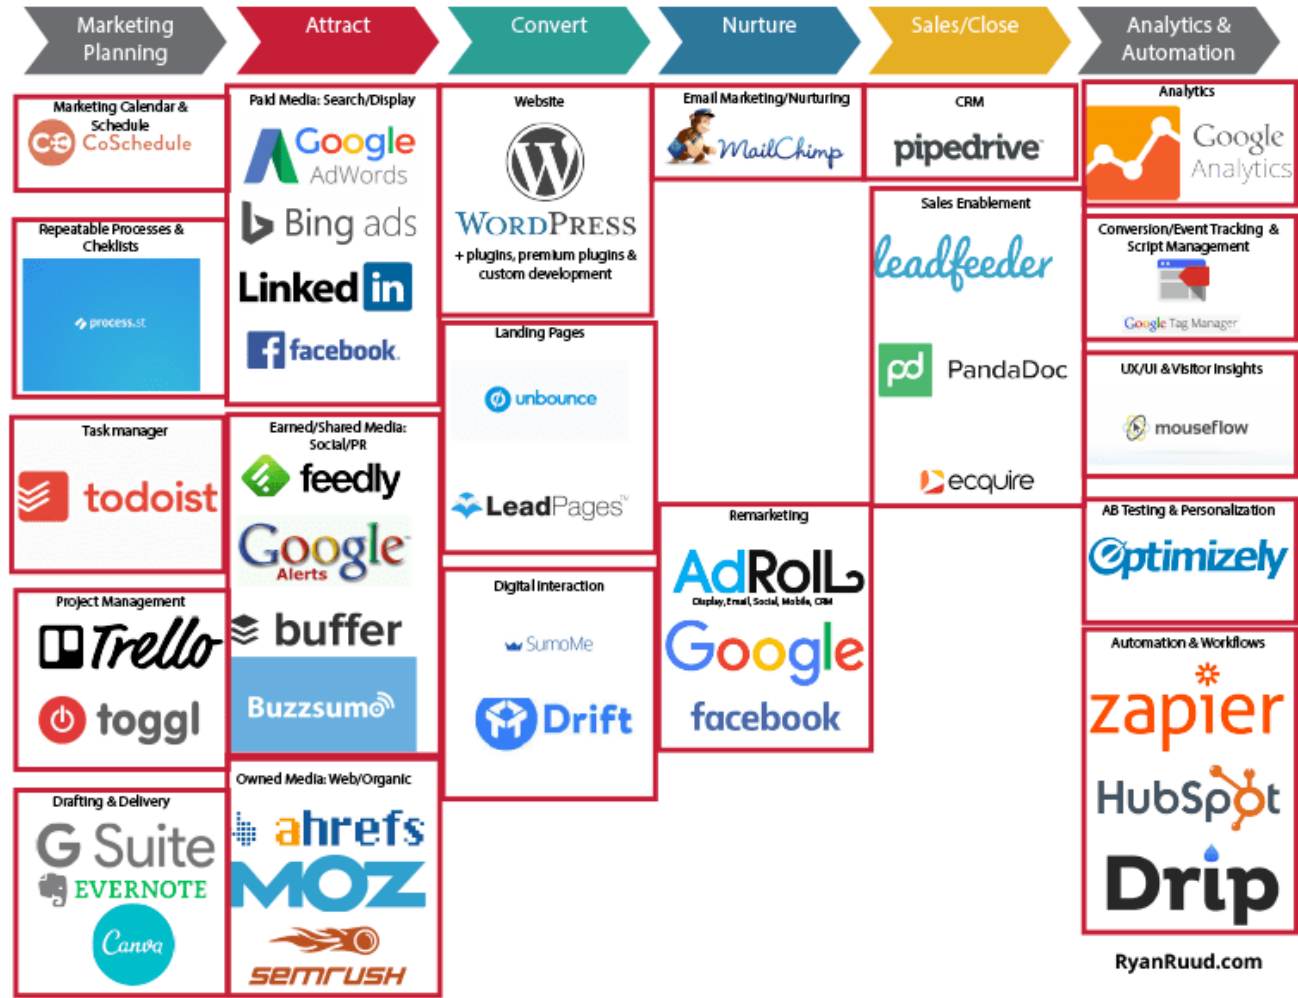 Marketing
Planning
Attract
Convert
Nurture
Sales/Close
Analytics &
Automation
Marketing Calendar &
Schedule
CoSchedule
Repeatable Processes &
Cheklists
process.st
Task manager
todoist
Project Management
Trello
toggl
Drafting & Delivery
G Suite
EVERNOTE
Canva
Paid Media: Search/Display
Google
AdWords
Bing ads
Linked in
facebook.
Earned/Shared Media:
Social/PR
feedly
Google
Alerts
buffer
Buzzsumo
Owned Media: Web/Organic
ahrefs
MOZ
SEMRUSH
Website
WORDPRESS
+ plugins, premium plugins &
custom development
Landing Pages
unbounce
LeadPages™
Digital Interaction
SumoMe
Drift
Email Marketing/Nurturing
MailChimp
Remarketing
AdRoll
Display, Email, Social, Mobile, CRM
Google
facebook
CRM
pipedrive
Sales Enablement
leadfeeder
pd PandaDoc
ecquire
Analytics
Google
Analytics
Conversion/Event Tracking &
Script Management
Google Tag Manager
UX/UI & Visitor Insights
mouseflow
AB Testing & Personalization
Optimizely
Automation & Workflows
zapier
HubSpot
Drip
RyanRuud.com